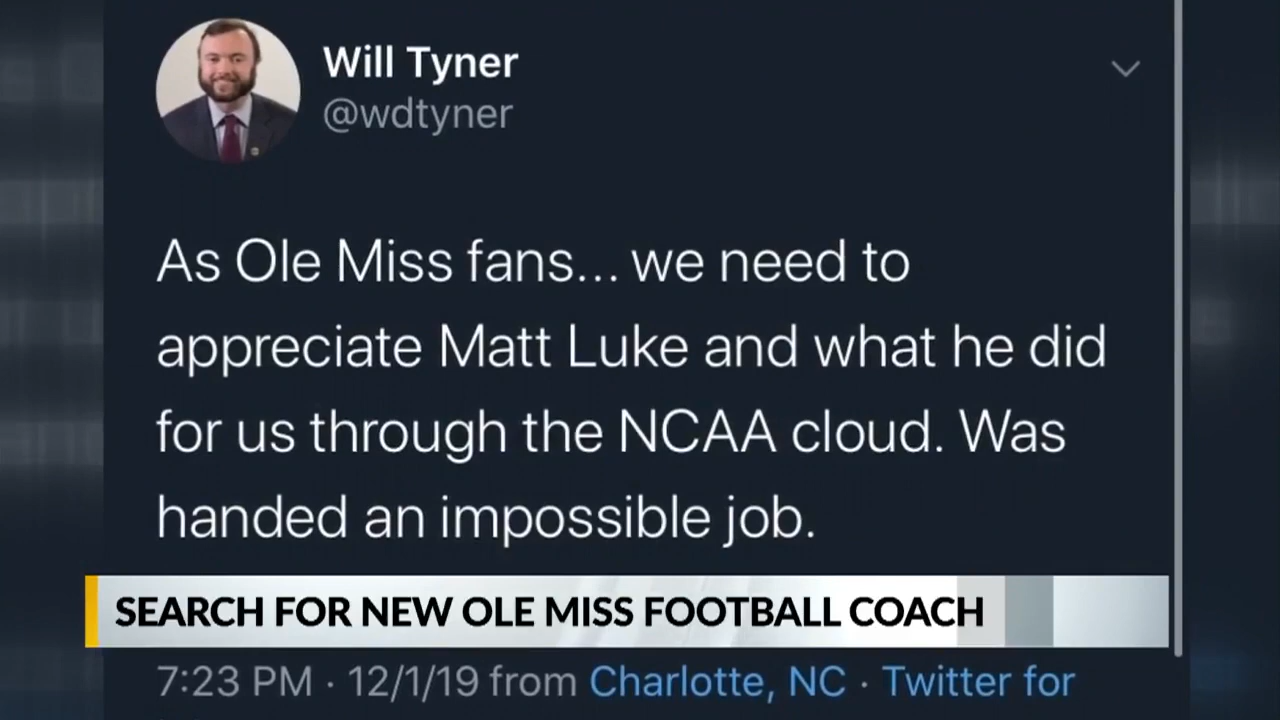 Will Tyner
@wdtyner
As Ole Miss fans... we need to
appreciate Matt Luke and what he did
for us through the NCAA cloud. Was
handed an impossible job.
SEARCH FOR NEW OLE MISS FOOTBALL COACH
7:23 PM · 12/1/19 from Charlotte, NC · Twitter for